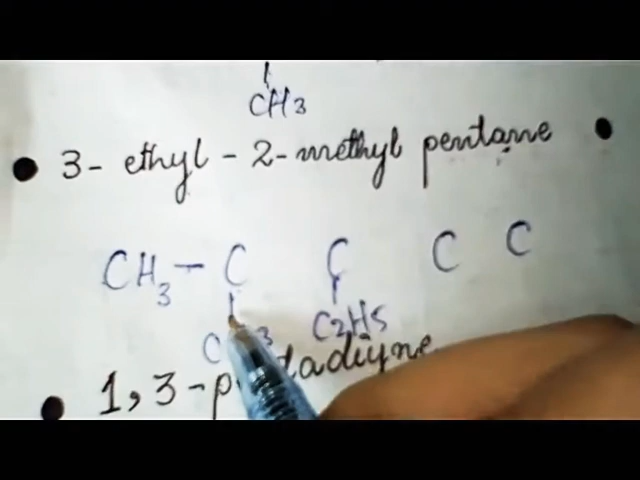 CH3
3- ethyl - 2 - methyl pentane
CH3 - C C C C
C2H5
1, 3 -